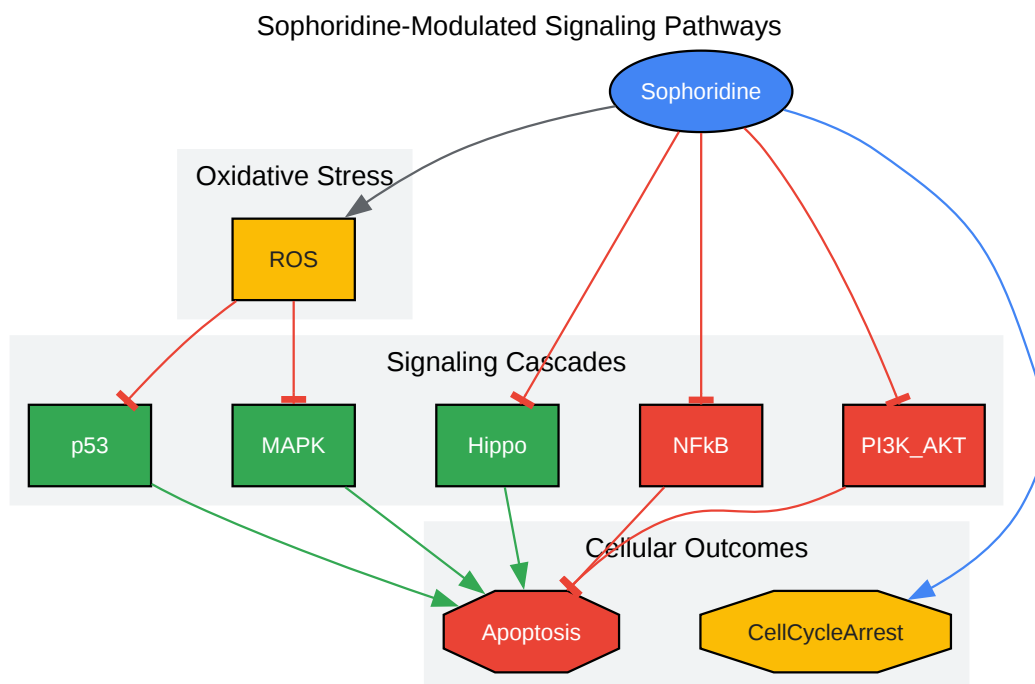 Sophoridine-Modulated Signaling Pathways
Sophoridine
Oxidative Stress
ROS
Signaling Cascades
p53
MAPK
Hippo
NFkB
PI3K_AKT
Cellular Outcomes
Apoptosis
CellCycleArrest